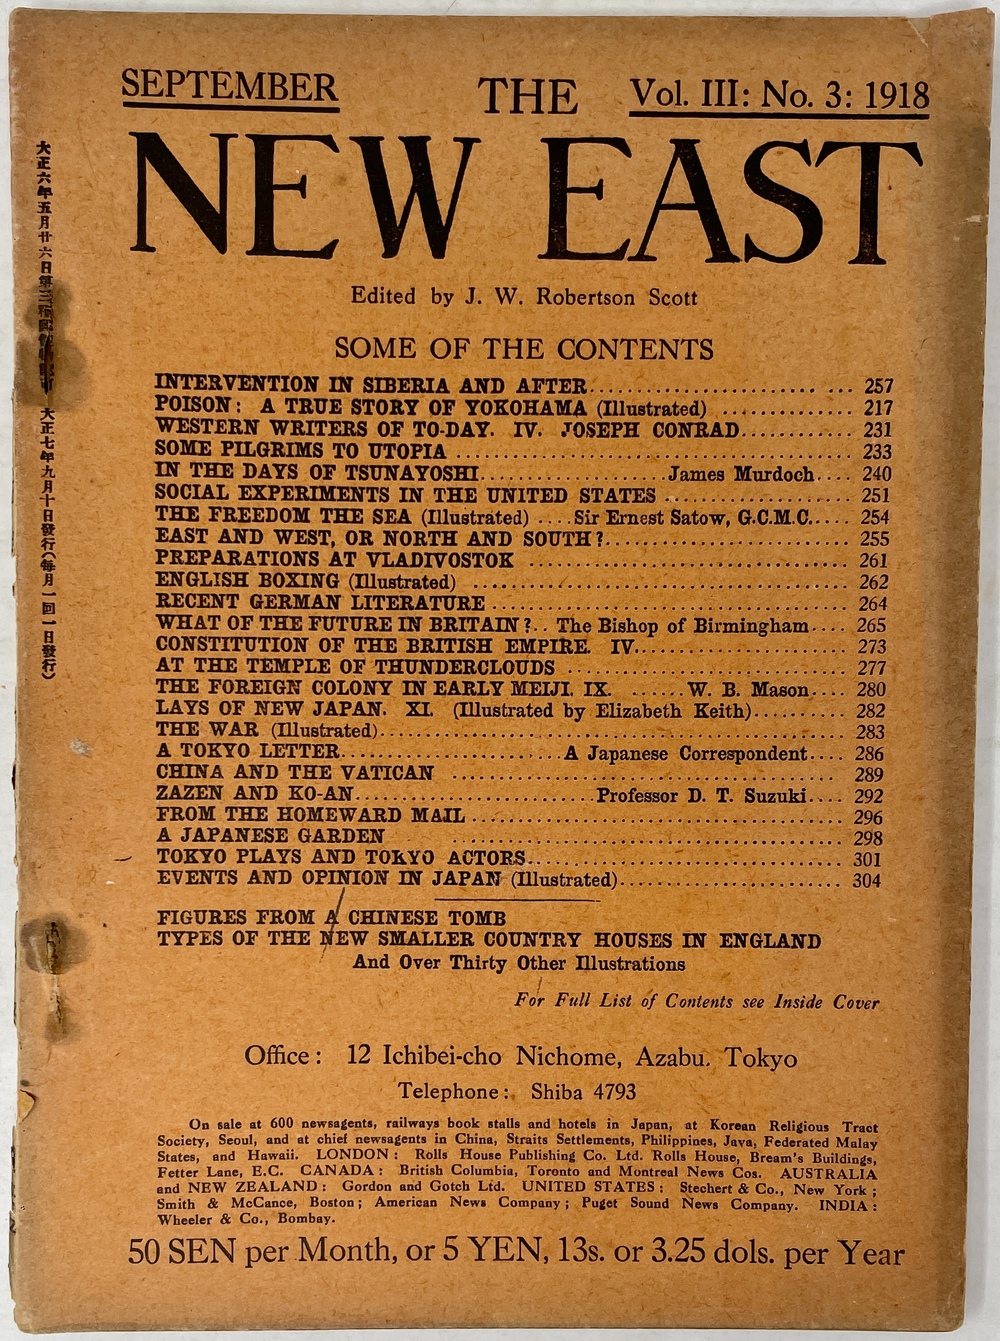 SEPTEMBER THE Vol. III: No. 3: 1918
NEW EAST
Edited by J. W. Robertson Scott
SOME OF THE CONTENTS
INTERVENTION IN SIBERIA AND AFTER........................ ... 257
POISON: A TRUE STORY OF YOKOHAMA (Illustrated) .............. 217
WESTERN WRITERS OF TO-DAY. IV. JOSEPH CONRAD............ 231
SOME PILGRIMS TO UTOPIA .......................................... 233
IN THE DAYS OF TSUNAYOSHI....................James Murdoch.... 240
SOCIAL EXPERIMENTS IN THE UNITED STATES .................... 251
THE FREEDOM THE SEA (Illustrated) ....Sir Ernest Satow, G.C.M.C..... 254
EAST AND WEST, OR NORTH AND SOUTH?.......................... 255
PREPARATIONS AT VLADIVOSTOK .................................. 261
ENGLISH BOXING (Illustrated) ........................................ 262
RECENT GERMAN LITERATURE ...................................... 264
WHAT OF THE FUTURE IN BRITAIN?.. The Bishop of Birmingham.... 265
CONSTITUTION OF THE BRITISH EMPIRE. IV....................... 273
AT THE TEMPLE OF THUNDERCLOUDS ............................. 277
THE FOREIGN COLONY IN EARLY MEIJI. IX. ......W. B. Mason.... 280
LAYS OF NEW JAPAN. XI. (Illustrated by Elizabeth Keith).......... 282
THE WAR (Illustrated)................................................... 283
A TOKYO LETTER........................A Japanese Correspondent.... 286
CHINA AND THE VATICAN .......................................... 289
ZAZEN AND KO-AN..........................Professor D. T. Suzuki.... 292
FROM THE HOMEWARD MAIL ........................................ 296
A JAPANESE GARDEN ........................................... 298
TOKYO PLAYS AND TOKYO ACTORS.................................. 301
EVENTS AND OPINION IN JAPAN (Illustrated)........................ 304
FIGURES FROM A CHINESE TOMB
TYPES OF THE NEW SMALLER COUNTRY HOUSES IN ENGLAND
And Over Thirty Other Illustrations
For Full List of Contents see Inside Cover
Office: 12 Ichibei-cho Nichome, Azabu. Tokyo
Telephone: Shiba 4793
On sale at 600 newsagents, railways book stalls and hotels in Japan, at Korean Religious Tract
Society, Seoul, and at chief newsagents in China, Straits Settlements, Philippines, Java, Federated Malay
States, and Hawaii. LONDON: Rolls House Publishing Co. Ltd. Rolls House, Bream's Buildings,
Fetter Lane, E.C. CANADA: British Columbia, Toronto and Montreal News Cos. AUSTRALIA
and NEW ZEALAND: Gordon and Gotch Ltd. UNITED STATES: Stechert & Co., New York;
Smith & McCance, Boston; American News Company; Puget Sound News Company. INDIA:
Wheeler & Co., Bombay.
50 SEN per Month, or 5 YEN, 13s. or 3.25 dols. per Year
大正六年五月廿六日第三種 大正七年九月十日發行(每月一回一日發行)